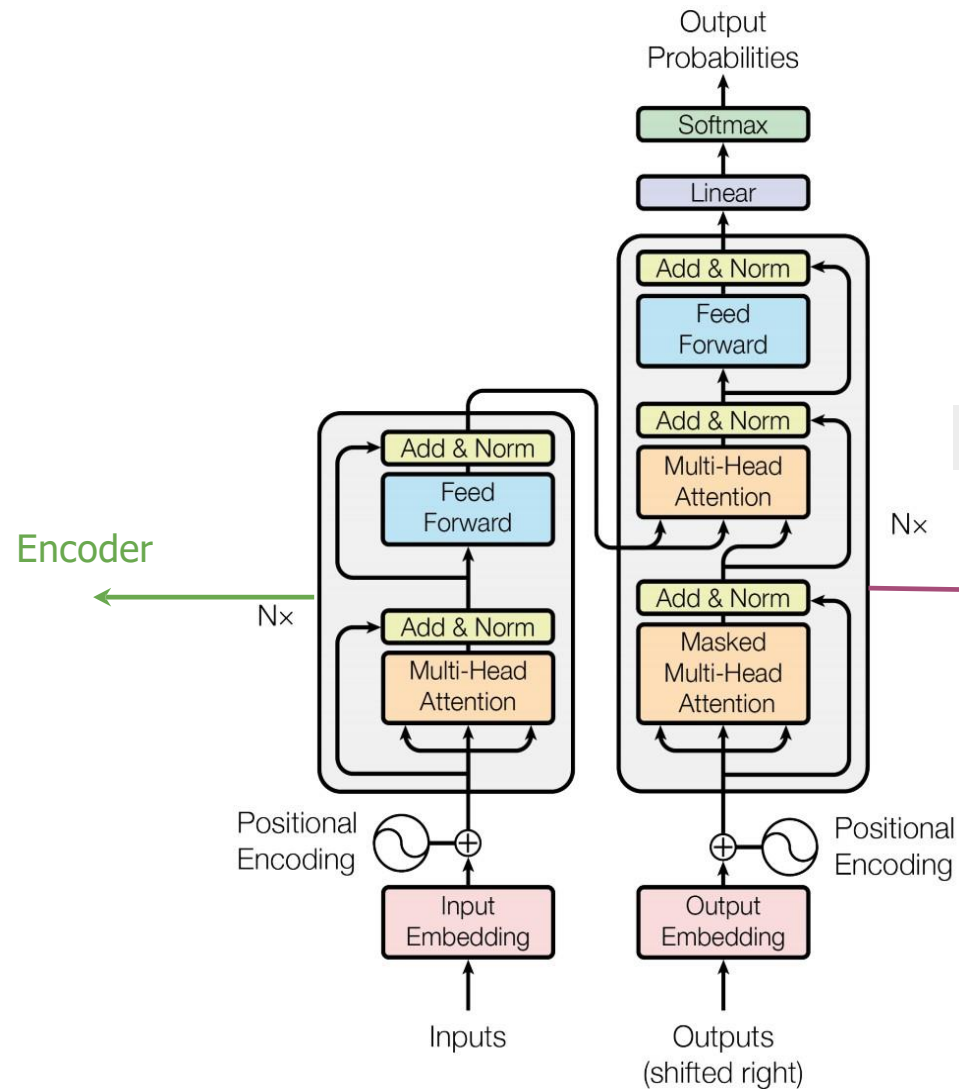 Output
Probabilities
Softmax
Linear
Add & Norm
Feed
Forward
Add & Norm
Multi-Head
Attention
Nx
Add & Norm
Masked
Multi-Head
Attention
Positional
Encoding
Output
Embedding
Outputs
(shifted right)
Encoder
Nx
Add & Norm
Feed
Forward
Add & Norm
Multi-Head
Attention
Positional
Encoding
Input
Embedding
Inputs